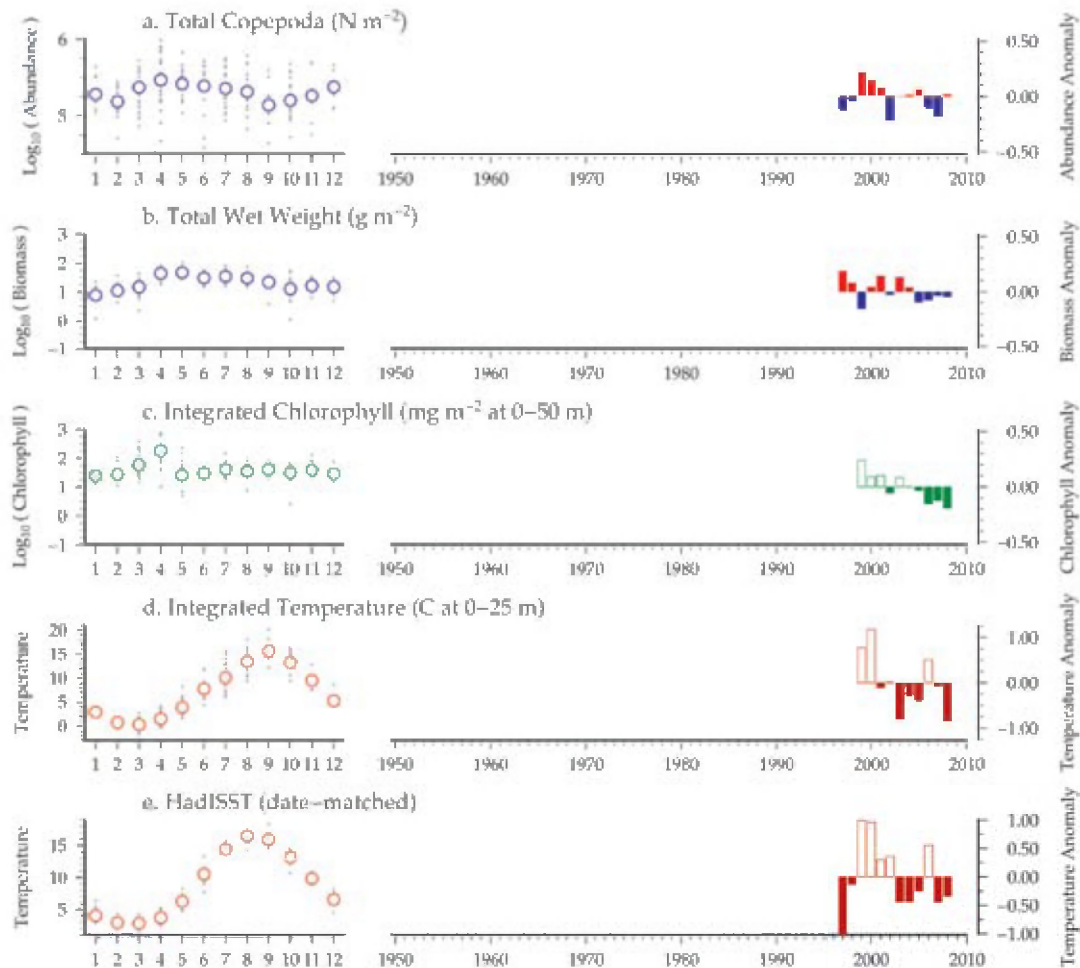 a. Total Copepoda (N m⁻²)
Log₁₀ ( Abundance )
6
5
1 2 3 4 5 6 7 8 9 10 11 12
1950 1960 1970 1980 1990 2000 2010
0.50
0.00
−0.50
Abundance Anomaly
b. Total Wet Weight (g m⁻²)
Log₁₀ ( Biomass )
3
2
1
0
−1
1 2 3 4 5 6 7 8 9 10 11 12
1950 1960 1970 1980 1990 2000 2010
0.50
0.00
−0.50
Biomass Anomaly
c. Integrated Chlorophyll (mg m⁻² at 0−50 m)
Log₁₀ ( Chlorophyll )
3
2
1
0
−1
1 2 3 4 5 6 7 8 9 10 11 12
1950 1960 1970 1980 1990 2000 2010
0.50
0.00
−0.50
Chlorophyll Anomaly
d. Integrated Temperature (C at 0−25 m)
Temperature
20
15
10
5
0
1 2 3 4 5 6 7 8 9 10 11 12
1950 1960 1970 1980 1990 2000 2010
1.00
0.00
−1.00
Temperature Anomaly
e. HadISST (date−matched)
Temperature
15
10
5
1 2 3 4 5 6 7 8 9 10 11 12
1950 1960 1970 1980 1990 2000 2010
1.00
0.50
0.00
−0.50
−1.00
Temperature Anomaly